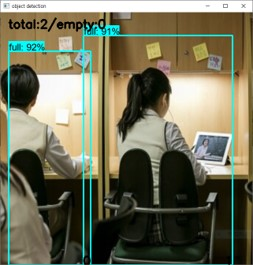 object detection
total:2/empty:0
full: 91%
full: 92%